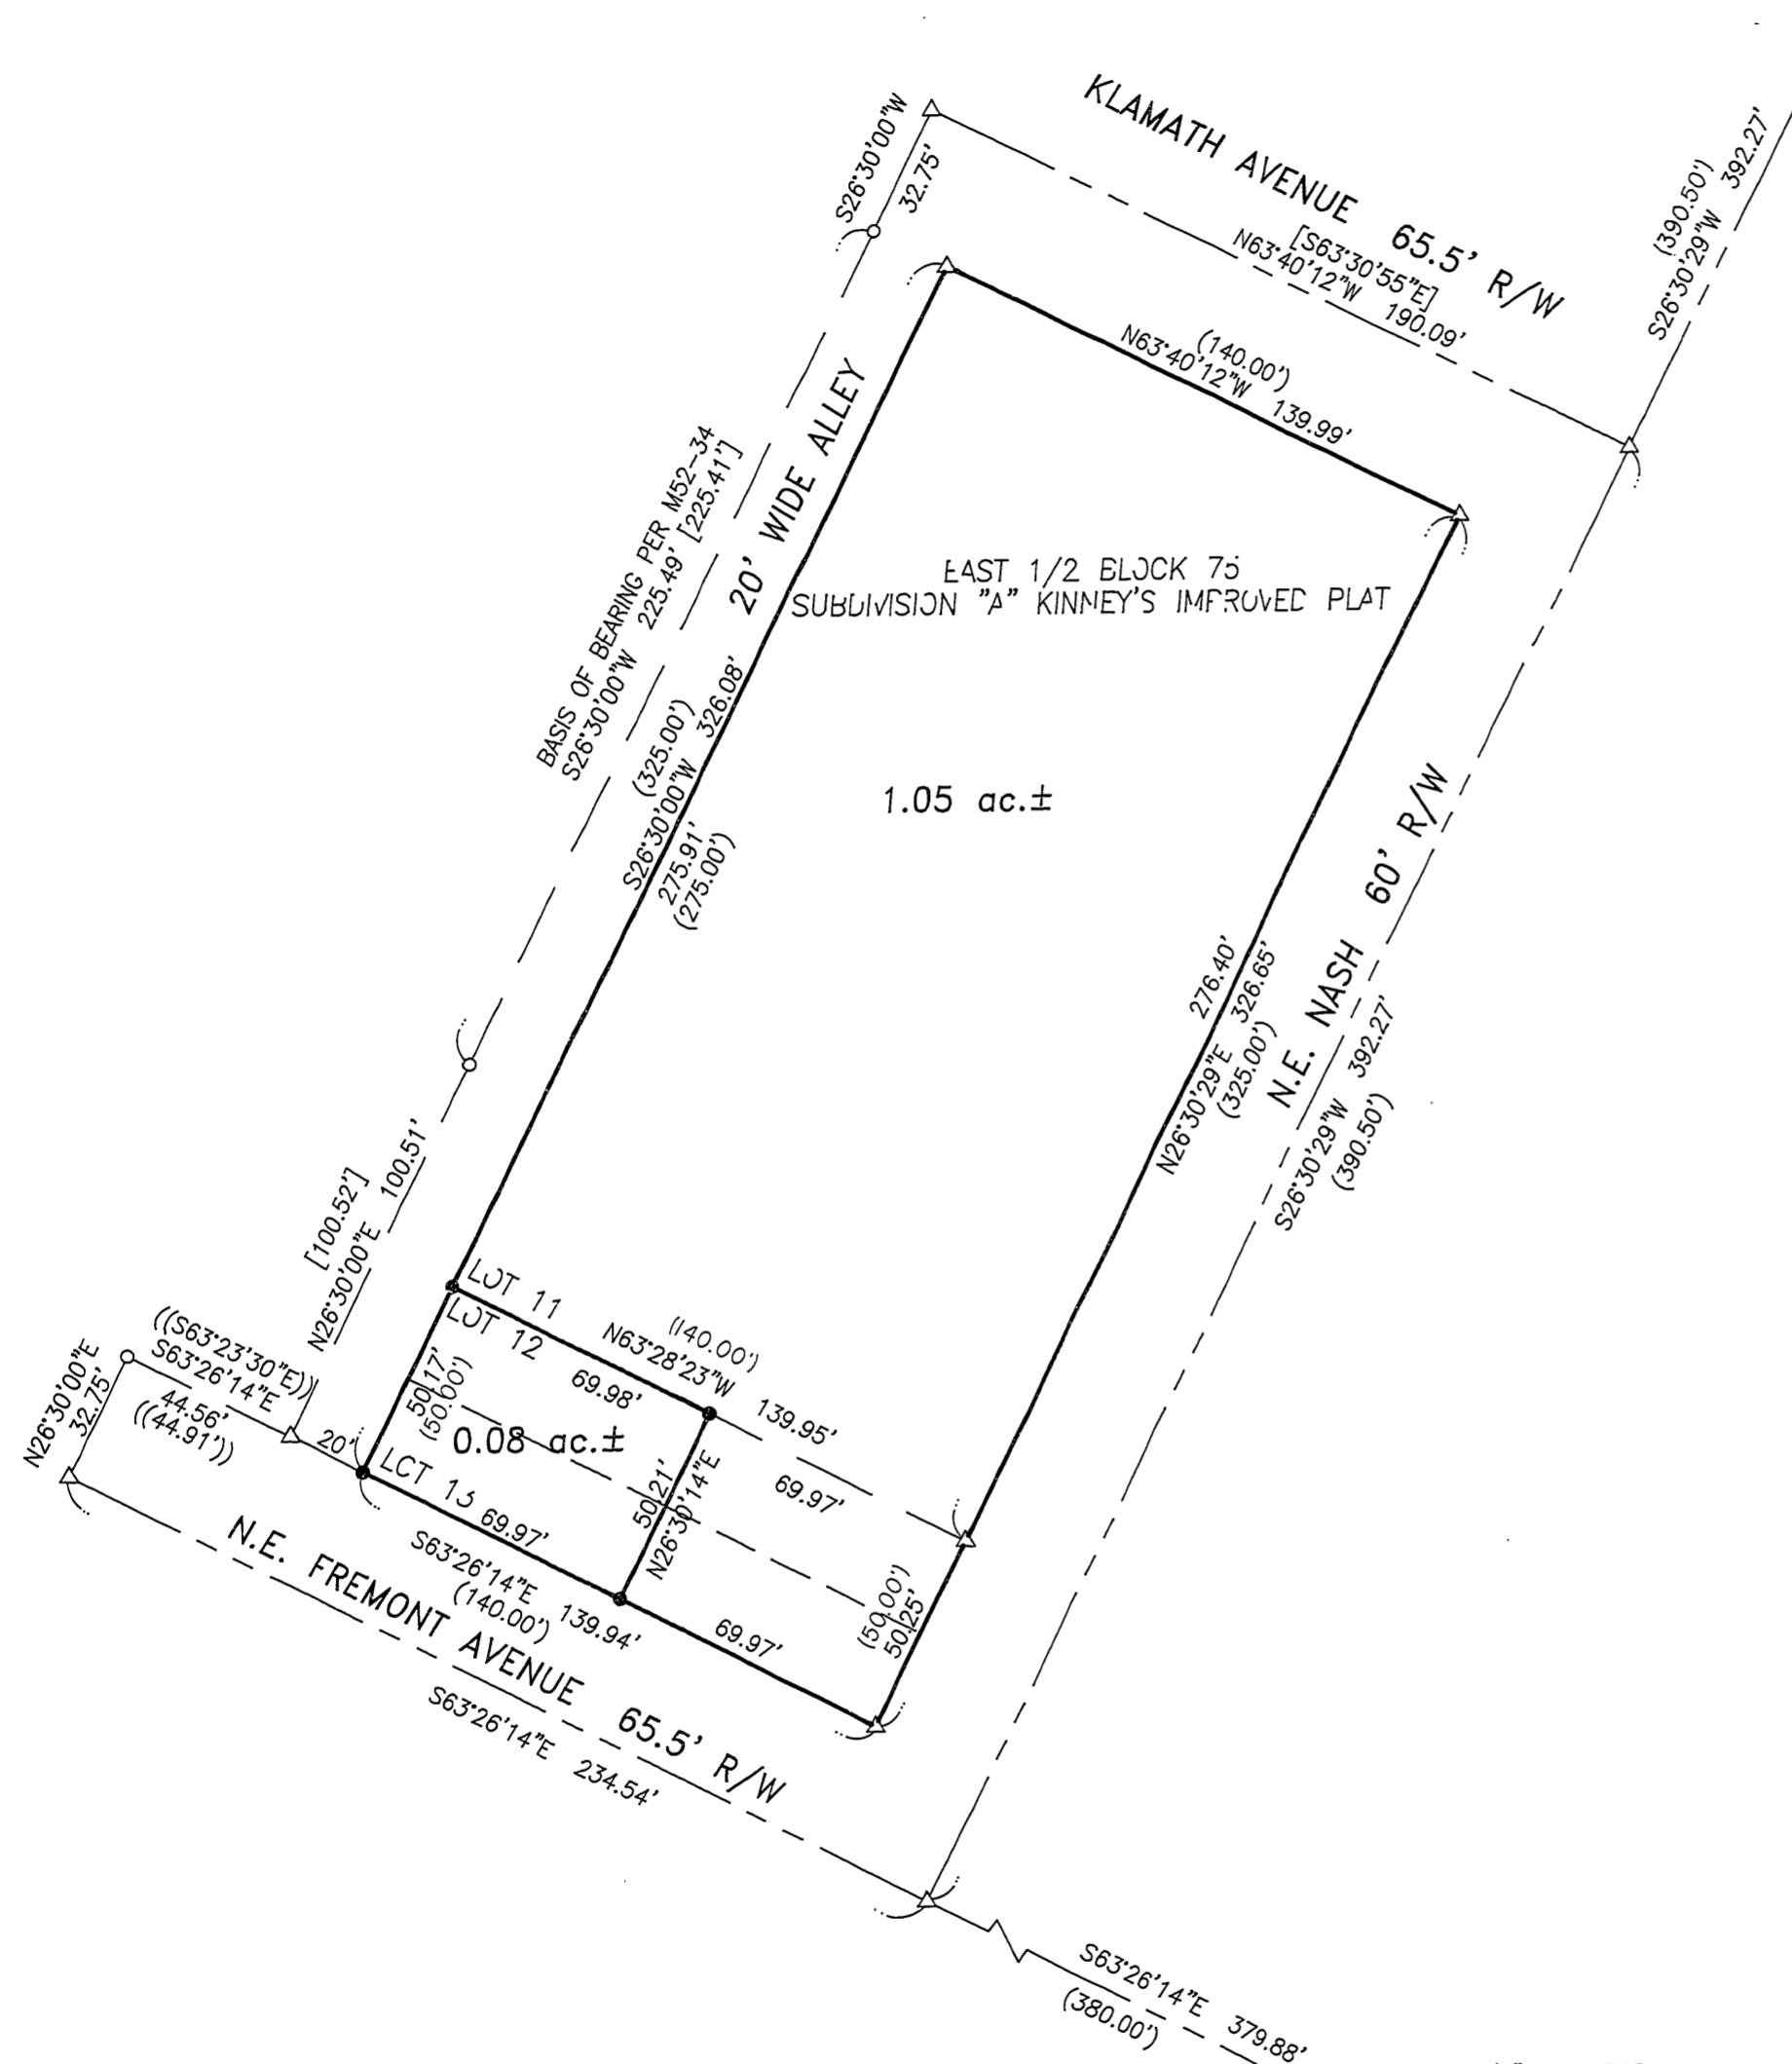 KLAMATH AVENUE 65.5' R/W
[S63°30'55"E]
N63°40'12"W 190.09'
S26°30'00"W
32.75'
(390.50')
S26°30'29"W 392.27'
(140.00')
N63°40'12"W 139.99'
20' WIDE ALLEY
BASIS OF BEARING PER M52-34
S26°30'00"W 225.49' [225.41']
EAST 1/2 BLOCK 75
SUBDIVISION "A" KINNEY'S IMPROVED PLAT
1.05 ac.±
(325.00')
S26°30'00"W 326.08'
275.91'
(275.00')
276.40'
N26°30'29"E 326.65'
(325.00')
N.E. NASH 60' R/W
S26°30'29"W 392.27'
(390.50')
[100.52']
N26°30'00"E 100.51'
LOT 11
LOT 12
(140.00')
N63°28'23"W 139.95'
69.98'
69.97'
((S63°23'30"E))
S63°26'14"E
44.56'
((44.91'))
N26°30'00"E
32.75'
20'
50.17'
(50.00')
0.08 ac.±
LOT 13
69.97'
50.21'
N26°30'14"E
S63°26'14"E 139.94'
(140.00')
69.97'
(50.00')
50.25'
N.E. FREMONT AVENUE 65.5' R/W
S63°26'14"E 234.54'
S63°26'14"E 379.88'
(380.00')